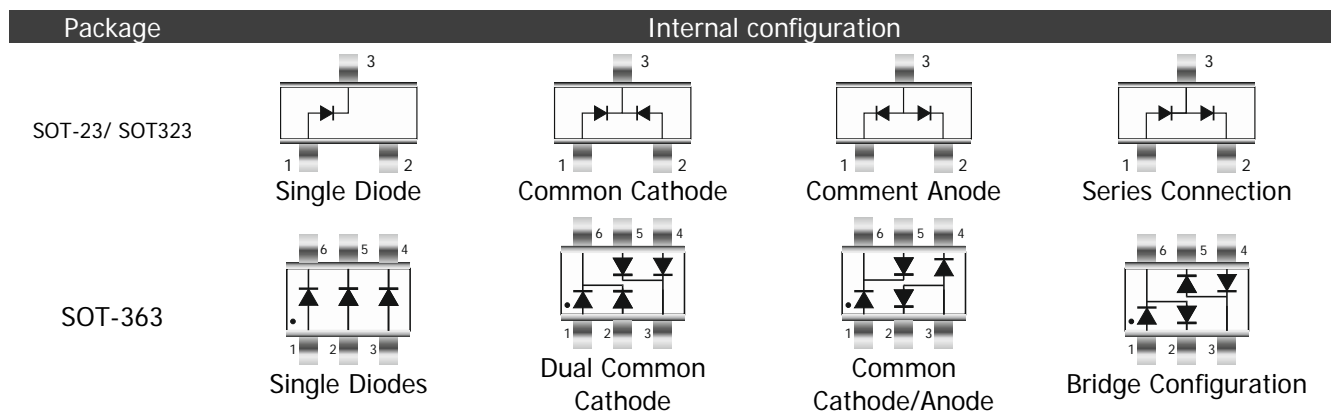 Package Internal configuration
3 3 3 3
SOT-23/ SOT323
1 2 1 2 1 2 1 2
Single Diode Common Cathode Comment Anode Series Connection
6 5 4 6 5 4 6 5 4 6 5 4
SOT-363
1 2 3 1 2 3 1 2 3 1 2 3
Single Diodes Dual Common Cathode Common Cathode/Anode Bridge Configuration